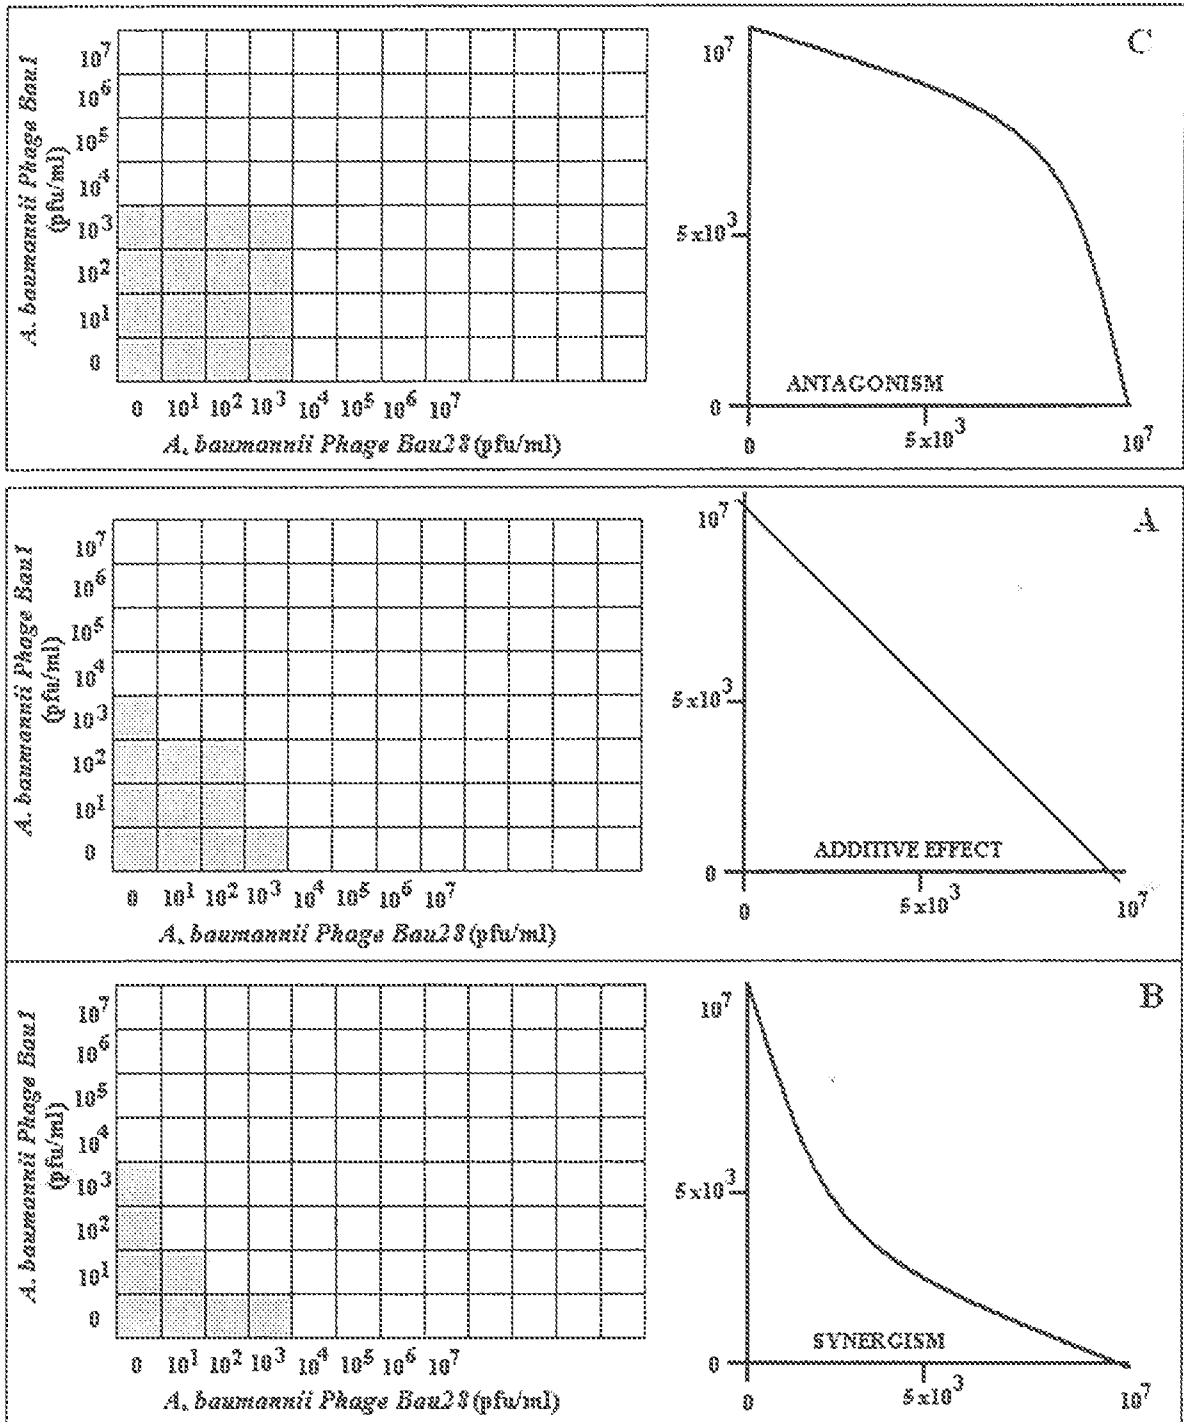 A. baumannii Phage Bau1
(pfu/ml)
10⁷
10⁶
10⁵
10⁴
10³
10²
10¹
0
0 10¹ 10² 10³ 10⁴ 10⁵ 10⁶ 10⁷
A. baumannii Phage Bau28 (pfu/ml)
C
10⁷
5x10³
0
ANTAGONISM
0 5x10³ 10⁷
A. baumannii Phage Bau1
(pfu/ml)
10⁷
10⁶
10⁵
10⁴
10³
10²
10¹
0
0 10¹ 10² 10³ 10⁴ 10⁵ 10⁶ 10⁷
A. baumannii Phage Bau28 (pfu/ml)
A
10⁷
5x10³
0
ADDITIVE EFFECT
0 5x10³ 10⁷
A. baumannii Phage Bau1
(pfu/ml)
10⁷
10⁶
10⁵
10⁴
10³
10²
10¹
0
0 10¹ 10² 10³ 10⁴ 10⁵ 10⁶ 10⁷
A. baumannii Phage Bau28 (pfu/ml)
B
10⁷
5x10³
0
SYNERGISM
0 5x10³ 10⁷